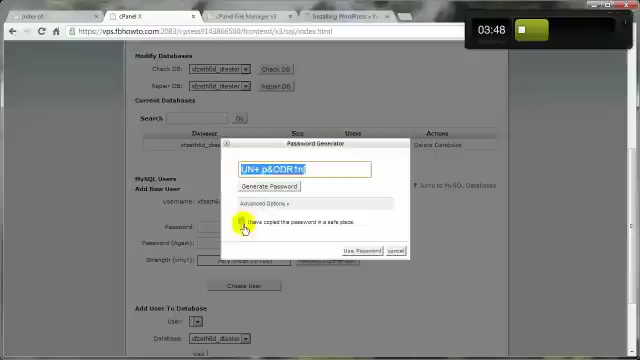 Index of
cPanel X
cPanel File Manager v3
Installing WordPress « W
https://vps.fbhowto.com:2083/cpsess9143866500/frontend/x3/sql/index.html
03:48
Modify Databases
Check DB:
Check DB
Repair DB:
Repair DB
Current Databases
Search
Go
DATABASE
SIZE
USERS
ACTIONS
Delete Database
Password Generator
Generate Password
Advanced Options »
I have copied this password in a safe place.
Use Password
cancel
MySQL Users
Add New User
Jump to MySQL Databases
Username:
Password:
Password (Again):
Strength (why?):
Create User
Add User To Database
User:
Database: